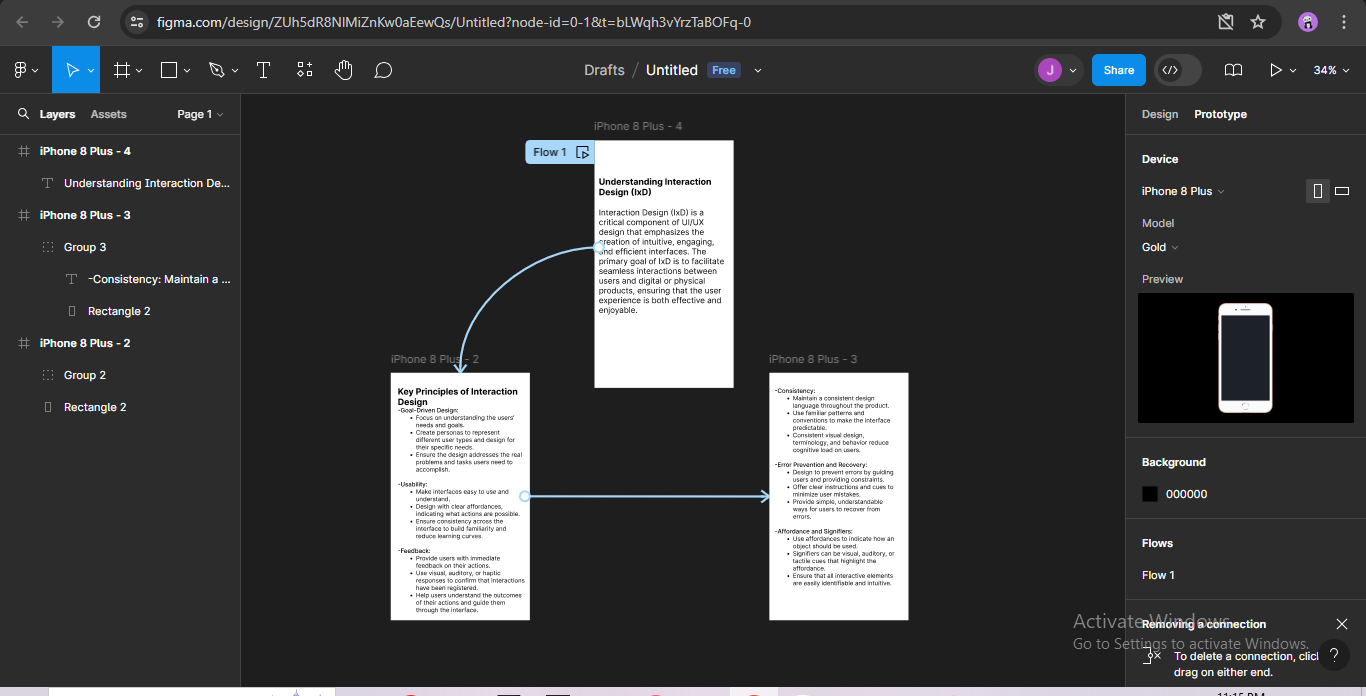 figma.com/design/ZUh5dR8NlMiZnKw0aEewQs/Untitled?node-id=0-1&t=bLWqh3vYrzTaBOFq-0
Drafts / Untitled Free
J
Share
34%
Layers Assets Page 1
iPhone 8 Plus - 4
Understanding Interaction De...
iPhone 8 Plus - 3
Group 3
-Consistency: Maintain a ...
Rectangle 2
iPhone 8 Plus - 2
Group 2
Rectangle 2
iPhone 8 Plus - 4
Flow 1
Understanding Interaction
Design (IxD)
Interaction Design (IxD) is a
critical component of UI/UX
design that emphasizes the
creation of intuitive, engaging,
and efficient interfaces. The
primary goal of IxD is to facilitate
seamless interactions between
users and digital or physical
products, ensuring that the user
experience is both effective and
enjoyable.
iPhone 8 Plus - 2
Key Principles of Interaction
Design
-Goal-Driven Design:
• Focus on understanding the users'
needs and goals.
• Create personas to represent
different user types and design for
their specific needs.
• Ensure the design addresses the real
problems and tasks users need to
accomplish.
-Usability:
• Make interfaces easy to use and
understand.
• Design with clear affordances,
indicating what actions are possible.
• Ensure consistency across the
interface to build familiarity and
reduce learning curves.
-Feedback:
• Provide users with immediate
feedback on their actions.
• Use visual, auditory, or haptic
responses to confirm that interactions
have been registered.
• Help users understand the outcomes
of their actions and guide them
through the interface.
iPhone 8 Plus - 3
-Consistency:
• Maintain a consistent design
language throughout the product.
• Use familiar patterns and
conventions to make the interface
predictable.
• Consistent visual design,
terminology, and behavior reduce
cognitive load on users.
-Error Prevention and Recovery:
• Design to prevent errors by guiding
users and providing constraints.
• Offer clear instructions and cues to
minimize user mistakes.
• Provide simple, understandable
ways for users to recover from
errors.
-Affordance and Signifiers:
• Use affordances to indicate how an
object should be used.
• Signifiers can be visual, auditory, or
tactile cues that highlight the
affordance.
• Ensure that all interactive elements
are easily identifiable and intuitive.
Design Prototype
Device
iPhone 8 Plus
Model
Gold
Preview
Background
000000
Flows
Flow 1
Removing a connection
To delete a connection, click
drag on either end.
?
Activate Windows
Go to Settings to activate Windows.
11:15 PM